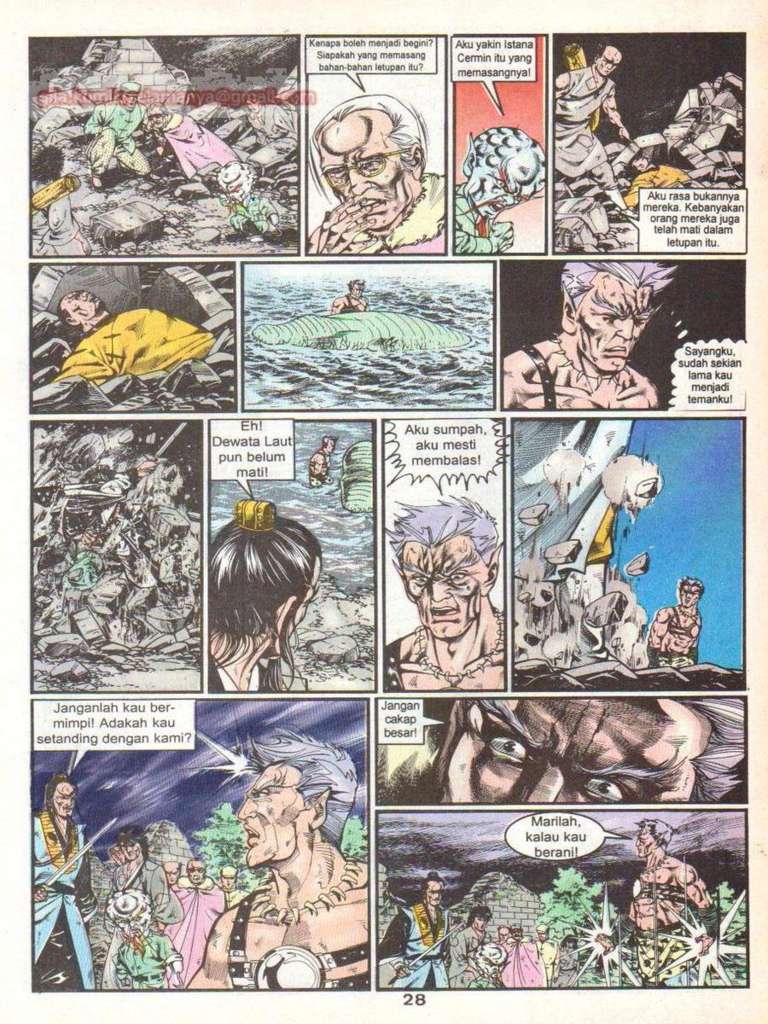 Kenapa boleh menjadi begini?
Siapakah yang memasang
bahan-bahan letupan itu?
Aku yakin Istana
Cermin itu yang
memasangnya!
Aku rasa bukannya
mereka. Kebanyakan
orang mereka juga
telah mati dalam
letupan itu.
Sayangku,
sudah sekian
lama kau
menjadi
temanku!
Eh!
Dewata Laut
pun belum
mati!
Aku sumpah,
aku mesti
membalas!
Janganlah kau ber-
mimpi! Adakah kau
setanding dengan kami?
Jangan
cakap
besar!
Marilah,
kalau kau
berani!
28